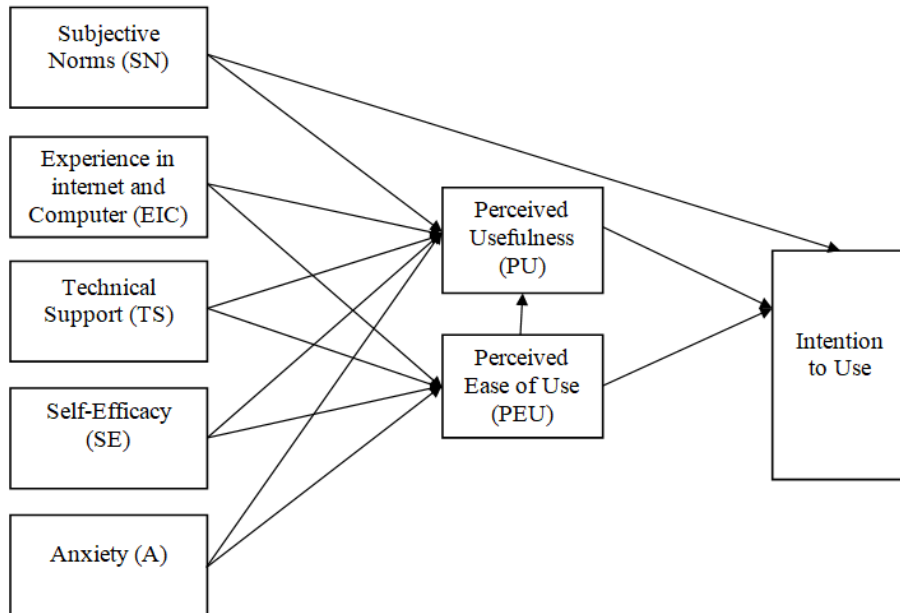 Subjective
Norms (SN)
Experience in
internet and
Computer (EIC)
Technical
Support (TS)
Self-Efficacy
(SE)
Anxiety (A)
Perceived
Usefulness
(PU)
Perceived
Ease of Use
(PEU)
Intention
to Use